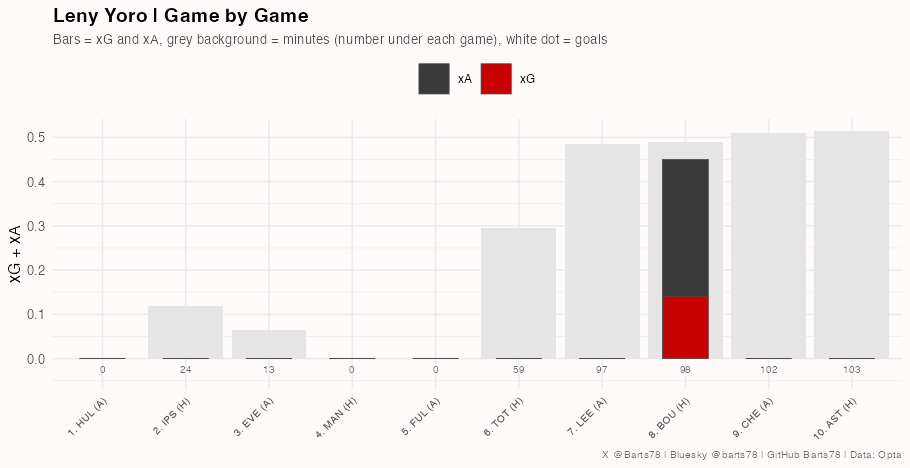 Leny Yoro | Game by Game
Bars = xG and xA, grey background = minutes (number under each game), white dot = goals
xA xG
xG + xA
0.5
0.4
0.3
0.2
0.1
0.0
0 24 13 0 0 59 97 98 102 103
1. HUL (A) 2. IPS (H) 3. EVE (A) 4. MAN (H) 5. FUL (A) 6. TOT (H) 7. LEE (A) 8. BOU (H) 9. CHE (A) 10. AST (H)
X @Barts78 | Bluesky @barts78 | GitHub Barts78 | Data: Opta